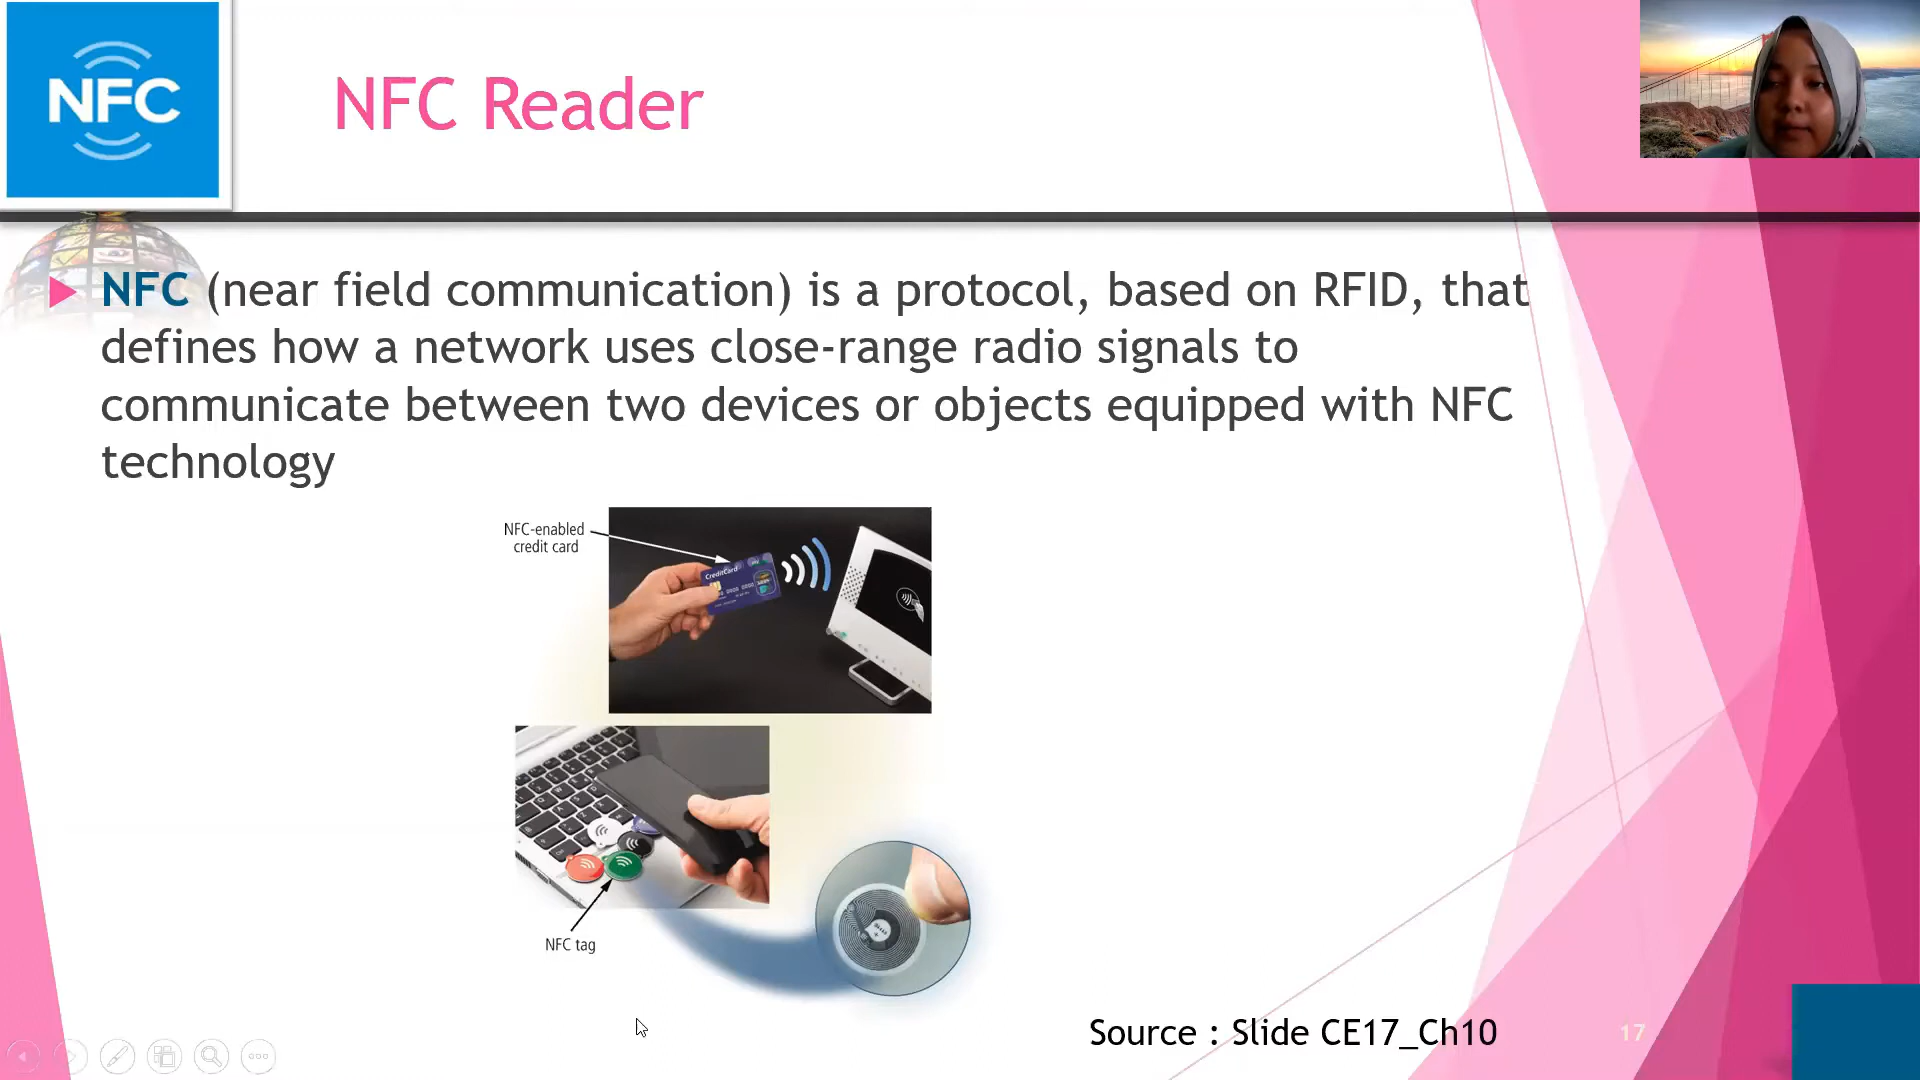 NFC
NFC Reader
NFC (near field communication) is a protocol, based on RFID, that
defines how a network uses close-range radio signals to
communicate between two devices or objects equipped with NFC
technology
NFC-enabled
credit card
CreditCard
NFC tag
Source : Slide CE17_Ch10
17